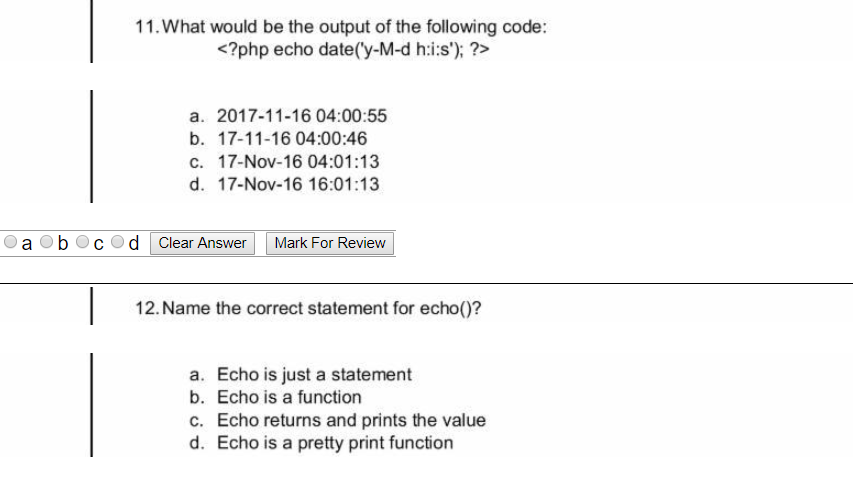 11. What would be the output of the following code:
<?php echo date('y-M-d h:i:s'); ?>
a. 2017-11-16 04:00:55
b. 17-11-16 04:00:46
c. 17-Nov-16 04:01:13
d. 17-Nov-16 16:01:13
a b c d Clear Answer Mark For Review
12. Name the correct statement for echo()?
a. Echo is just a statement
b. Echo is a function
c. Echo returns and prints the value
d. Echo is a pretty print function